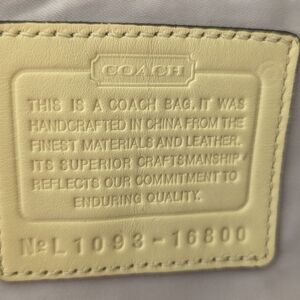 COACH
THIS IS A COACH BAG. IT WAS
HANDCRAFTED IN CHINA FROM THE
FINEST MATERIALS AND LEATHER.
ITS SUPERIOR CRAFTSMANSHIP
REFLECTS OUR COMMITMENT TO
ENDURING QUALITY.
No L1093-16800